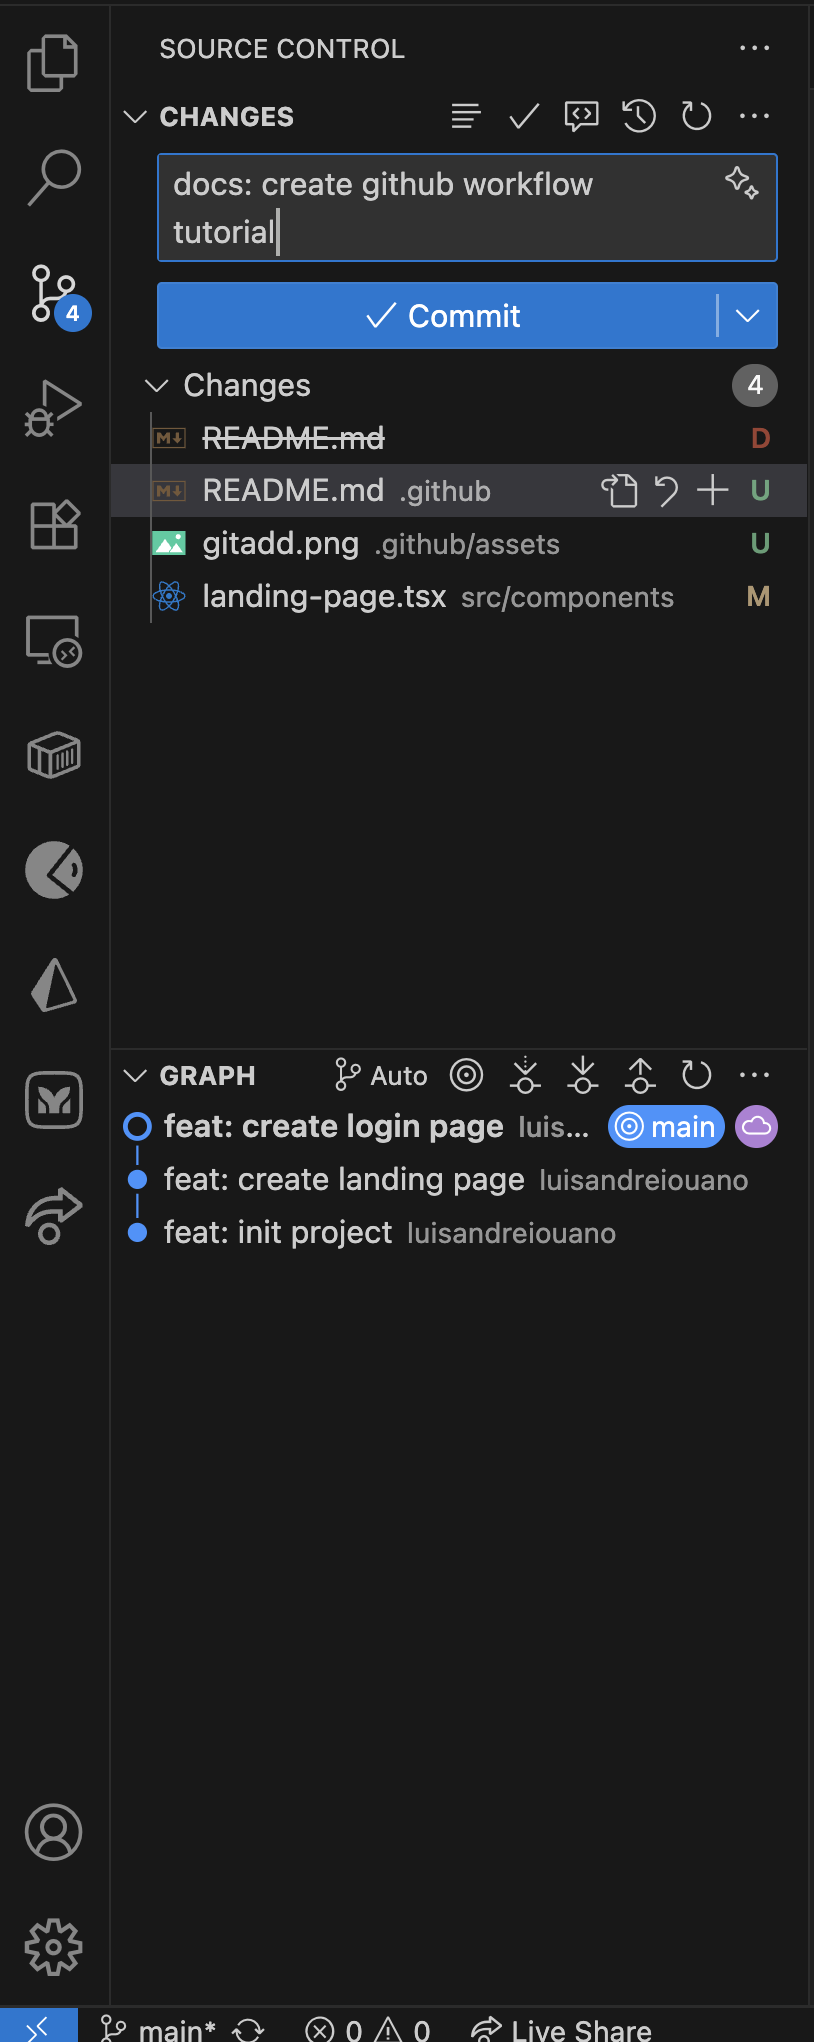 SOURCE CONTROL
CHANGES
docs: create github workflow
tutorial
Commit
Changes 4
README.md D
README.md .github U
gitadd.png .github/assets U
landing-page.tsx src/components M
4
GRAPH Auto
feat: create login page luis... main
feat: create landing page luisandreiouano
feat: init project luisandreiouano
main* 0 0 Live Share